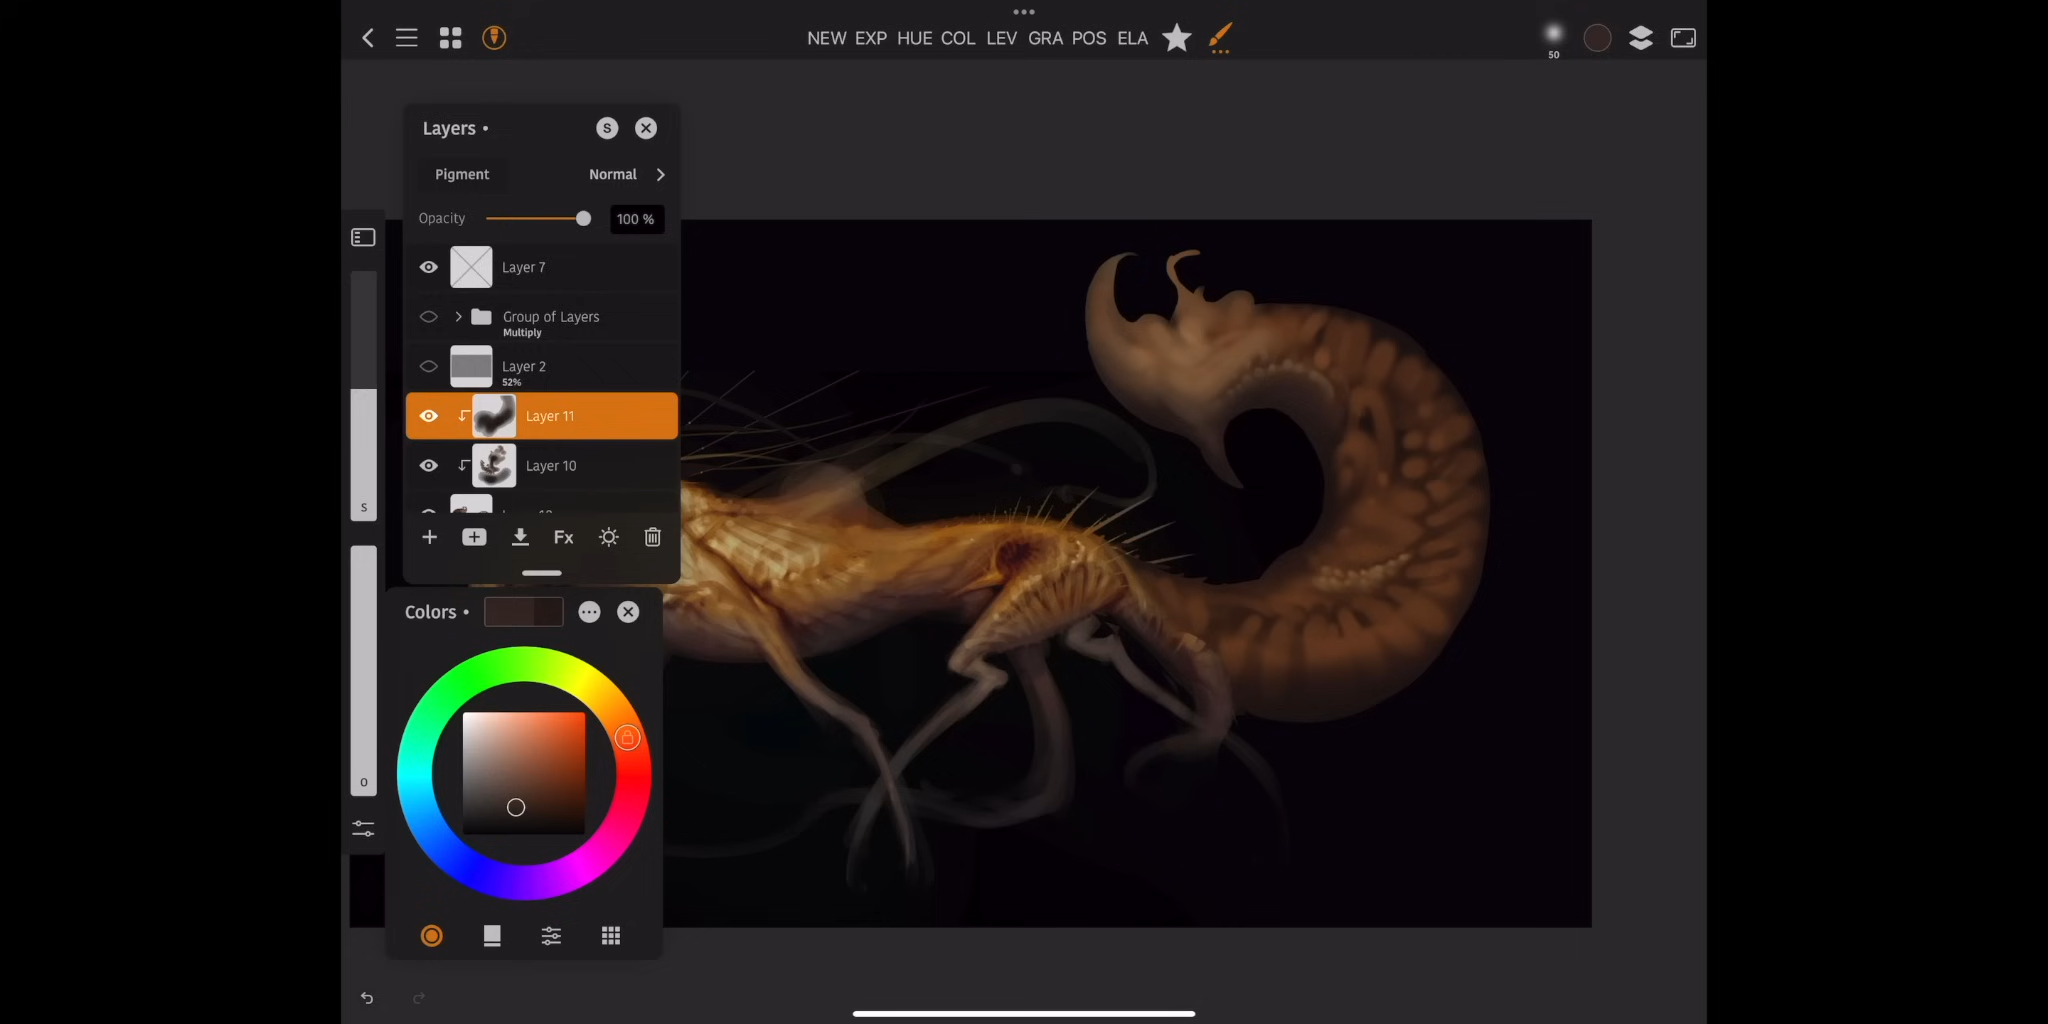 NEW EXP HUE COL LEV GRA POS ELA
50
Layers •
S
Pigment
Normal
Opacity
100 %
Layer 7
Group of Layers
Multiply
Layer 2
52%
Layer 11
Layer 10
S
Fx
Colors •
O